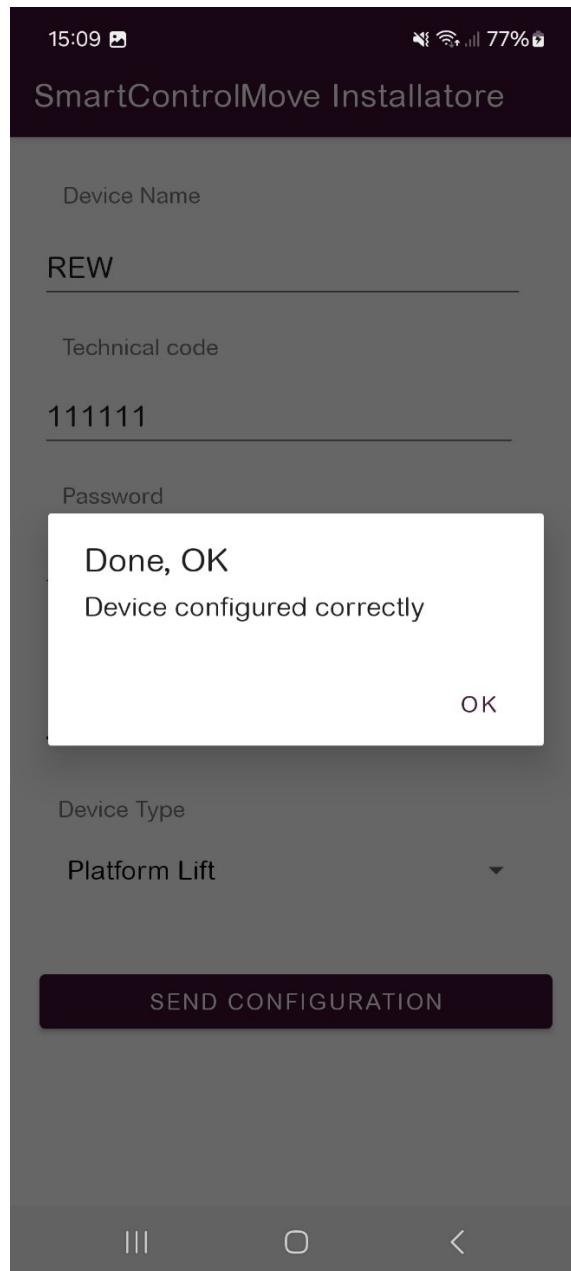 15:09
77%
SmartControlMove Installatore
Device Name
REW
Technical code
111111
Password
Done, OK
Device configured correctly
OK
Device Type
Platform Lift
SEND CONFIGURATION